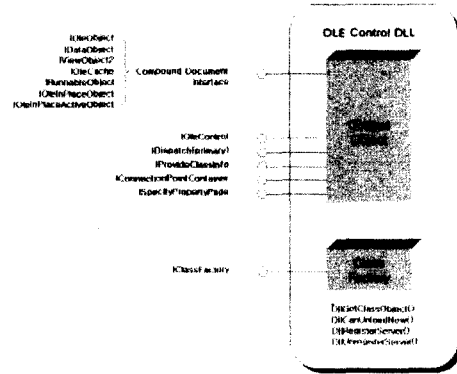 OLE Control DLL
IOleObject
IDataObject
IViewObject2
IOleCache
IRunnableObject
IOleInPlaceObject
IOleInPlaceActiveObject
Compound Document
Interface
IOleControl
IDispatch(primary)
IProvideClassInfo
IConnectionPointContainer
ISpecifyPropertyPage
IClassFactory
DllGetClassObject()
DllCanUnloadNow()
DllRegisterServer()
DllUnregisterServer()